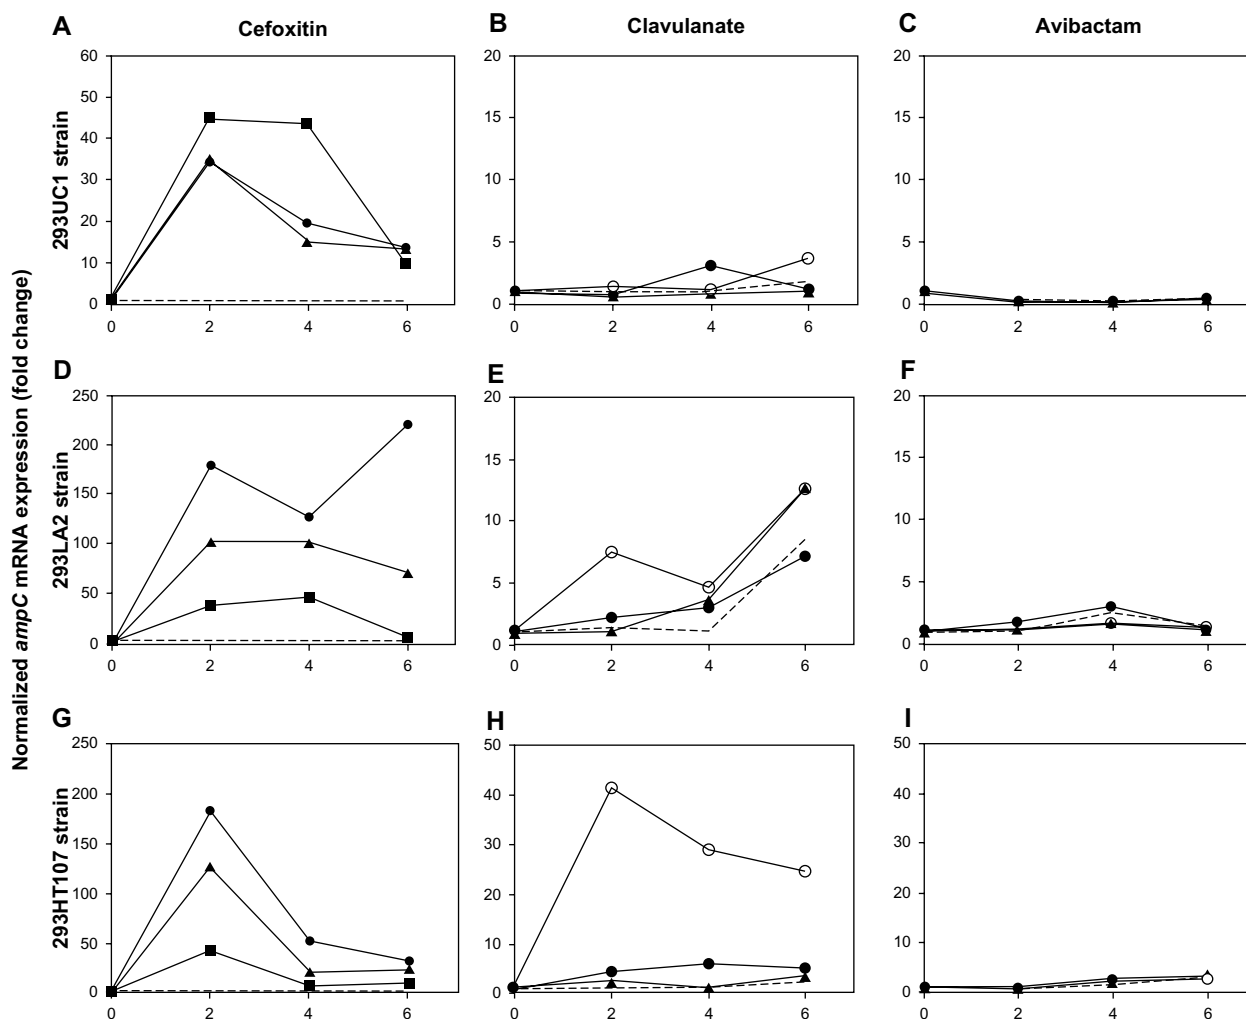 A Cefoxitin
B Clavulanate
C Avibactam
Normalized ampC mRNA expression (fold change)
293UC1 strain
60
50
40
30
20
10
0
0 2 4 6
20
15
10
5
0
0 2 4 6
20
15
10
5
0
0 2 4 6
D
E
F
293LA2 strain
250
200
150
100
50
0
0 2 4 6
20
15
10
5
0
0 2 4 6
20
15
10
5
0
0 2 4 6
G
H
I
293HT107 strain
250
200
150
100
50
0
0 2 4 6
50
40
30
20
10
0
0 2 4 6
50
40
30
20
10
0
0 2 4 6